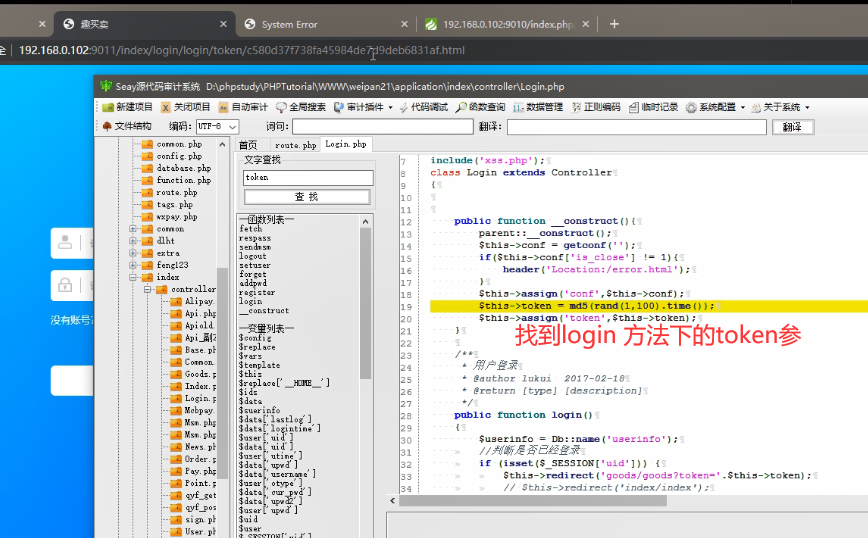 趣买卖
System Error
192.168.0.102:9010/index.php
192.168.0.102:9011/index/login/login/token/c580d37f738fa45984de7d9deb6831af.html
Seay源代码审计系统 D:\phpstudy\PHPTutorial\WWW\weipan21\application\index\controller\Login.php
新建项目 关闭项目 自动审计 全局搜索 审计插件 代码调试 函数查询 数据管理 正则编码 临时记录 系统配置 关于系统
文件结构 编码: UTF-8 词句: 翻译: 翻译
common.php
config.php
database.php
function.php
route.php
tags.php
wxpay.php
common
dlht
extra
feng123
index
controller
Alipay.
Api.php
Apiold.
Api_副2
Base.ph
Common.
Goods.p
Index.p
Login.p
Mcbpay.
Msm.php
Msm.php
News.ph
Order.p
Pay.php
Point.p
qyf_get
qyf_pos
sign.ph
User.ph
首页 route.php Login.php
文字查找
token
查 找
一函数列表一
fetch
respass
sendmsm
logout
setuser
forget
addpwd
register
login
__construct
一变量列表一
$config
$replace
$vars
$template
$this
$replace['__HOME__']
$ids
$data
$suerinfo
$data['lastlog']
$data['logintime']
$user['uid']
$data['uid']
$user['utime']
$data['upwd']
$data['username']
$user['otype']
$data['our_pwd']
$data['upwd2']
$user['upwd']
$uid
$user
$_SESSION['uid']
7 include('xss.php');
8 class Login extends Controller
9 {
10
11
12 public function __construct(){
13 parent::__construct();
14 $this->conf = getconf('');
15 if($this->conf['is_close'] != 1){
16 header('Location:/error.html');
17 }
18 $this->assign('conf',$this->conf);
19 $this->token = md5(rand(1,100).time());
20 $this->assign('token',$this->token);
21 }
22
23 /**
24 * 用户登录
25 * @author lukui 2017-02-18
26 * @return [type] [description]
27 */
28 public function login()
29 {
30 $userinfo = Db::name('userinfo');
31 //判断是否已经登录
32 if (isset($_SESSION['uid'])) {
33 $this->redirect('goods/goods?token='.$this->token);
34 // $this->redirect('index/index');
找到login 方法下的token参
没有账号?